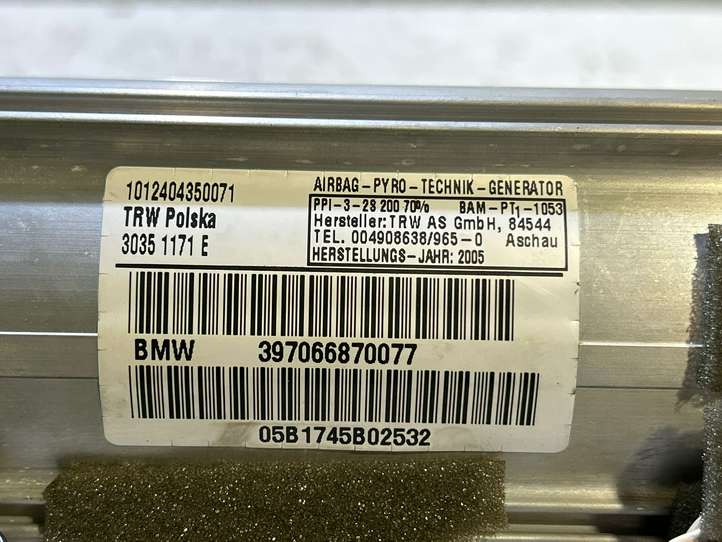 1012404350071
TRW Polska
3035 1171 E
AIRBAG-PYRO-TECHNIK-GENERATOR
PPI-3-28 200 70% BAM-PT1-1053
Hersteller: TRW AS GmbH, 84544
TEL. 004908638/965-0 Aschau
HERSTELLUNGS-JAHR: 2005
BMW 397066870077
05B1745B02532